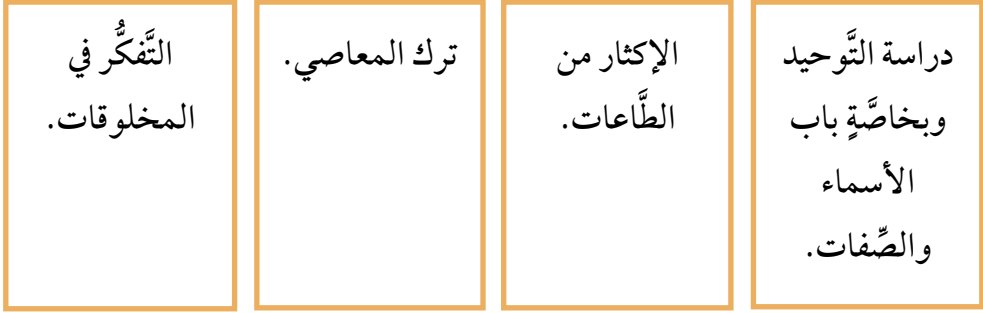 دراسة التَّوحيد
وبخاصَّةٍ باب
الأسماء
والصِّفات.
الإكثار من
الطَّاعات.
ترك المعاصي.
التَّفكُّر في
المخلوقات.